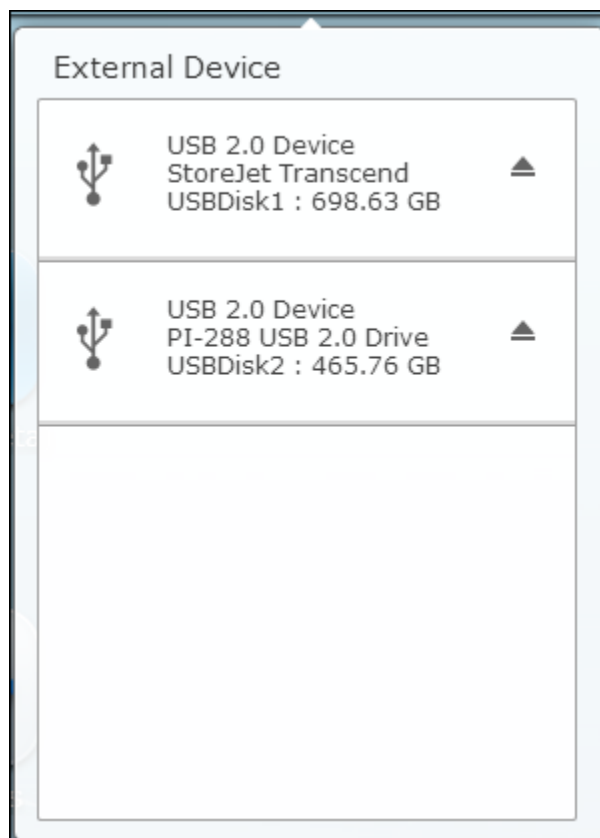 External Device
USB 2.0 Device
StoreJet Transcend
USBDisk1 : 698.63 GB
USB 2.0 Device
PI-288 USB 2.0 Drive
USBDisk2 : 465.76 GB